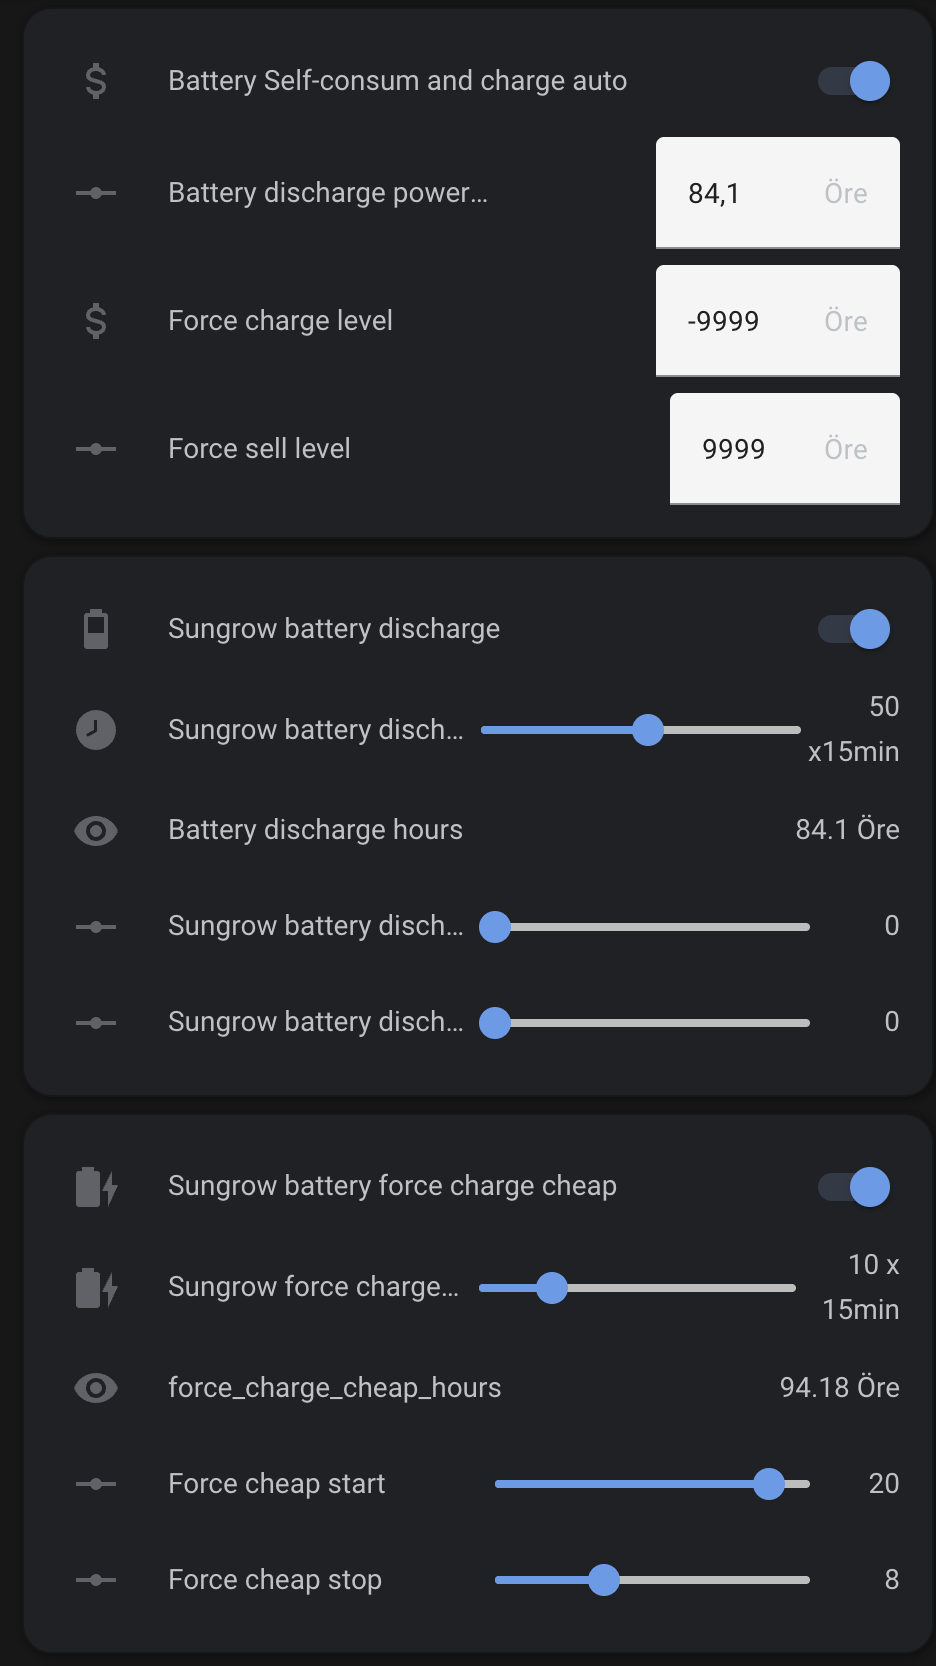 Battery Self-consum and charge auto
Battery discharge power... 84,1 Öre
Force charge level -9999 Öre
Force sell level 9999 Öre
Sungrow battery discharge
Sungrow battery disch... 50
x15min
Battery discharge hours 84.1 Öre
Sungrow battery disch... 0
Sungrow battery disch... 0
Sungrow battery force charge cheap
Sungrow force charge... 10 x
15min
force_charge_cheap_hours 94.18 Öre
Force cheap start 20
Force cheap stop 8